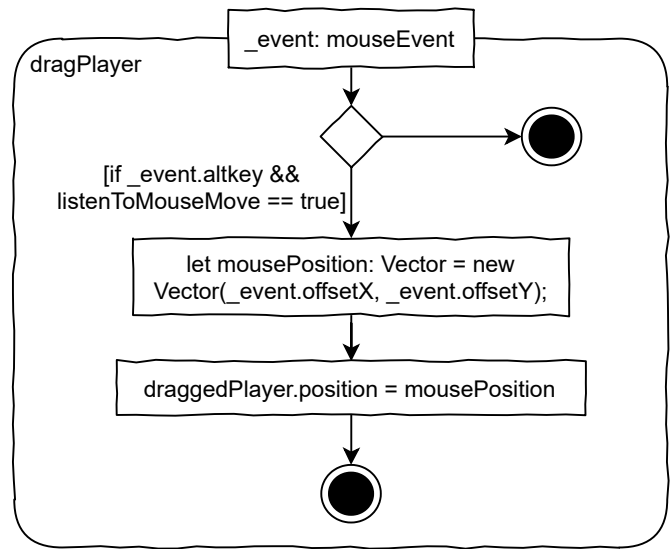 _event: mouseEvent
dragPlayer
[if _event.altkey &&
listenToMouseMove == true]
let mousePosition: Vector = new
Vector(_event.offsetX, _event.offsetY);
draggedPlayer.position = mousePosition